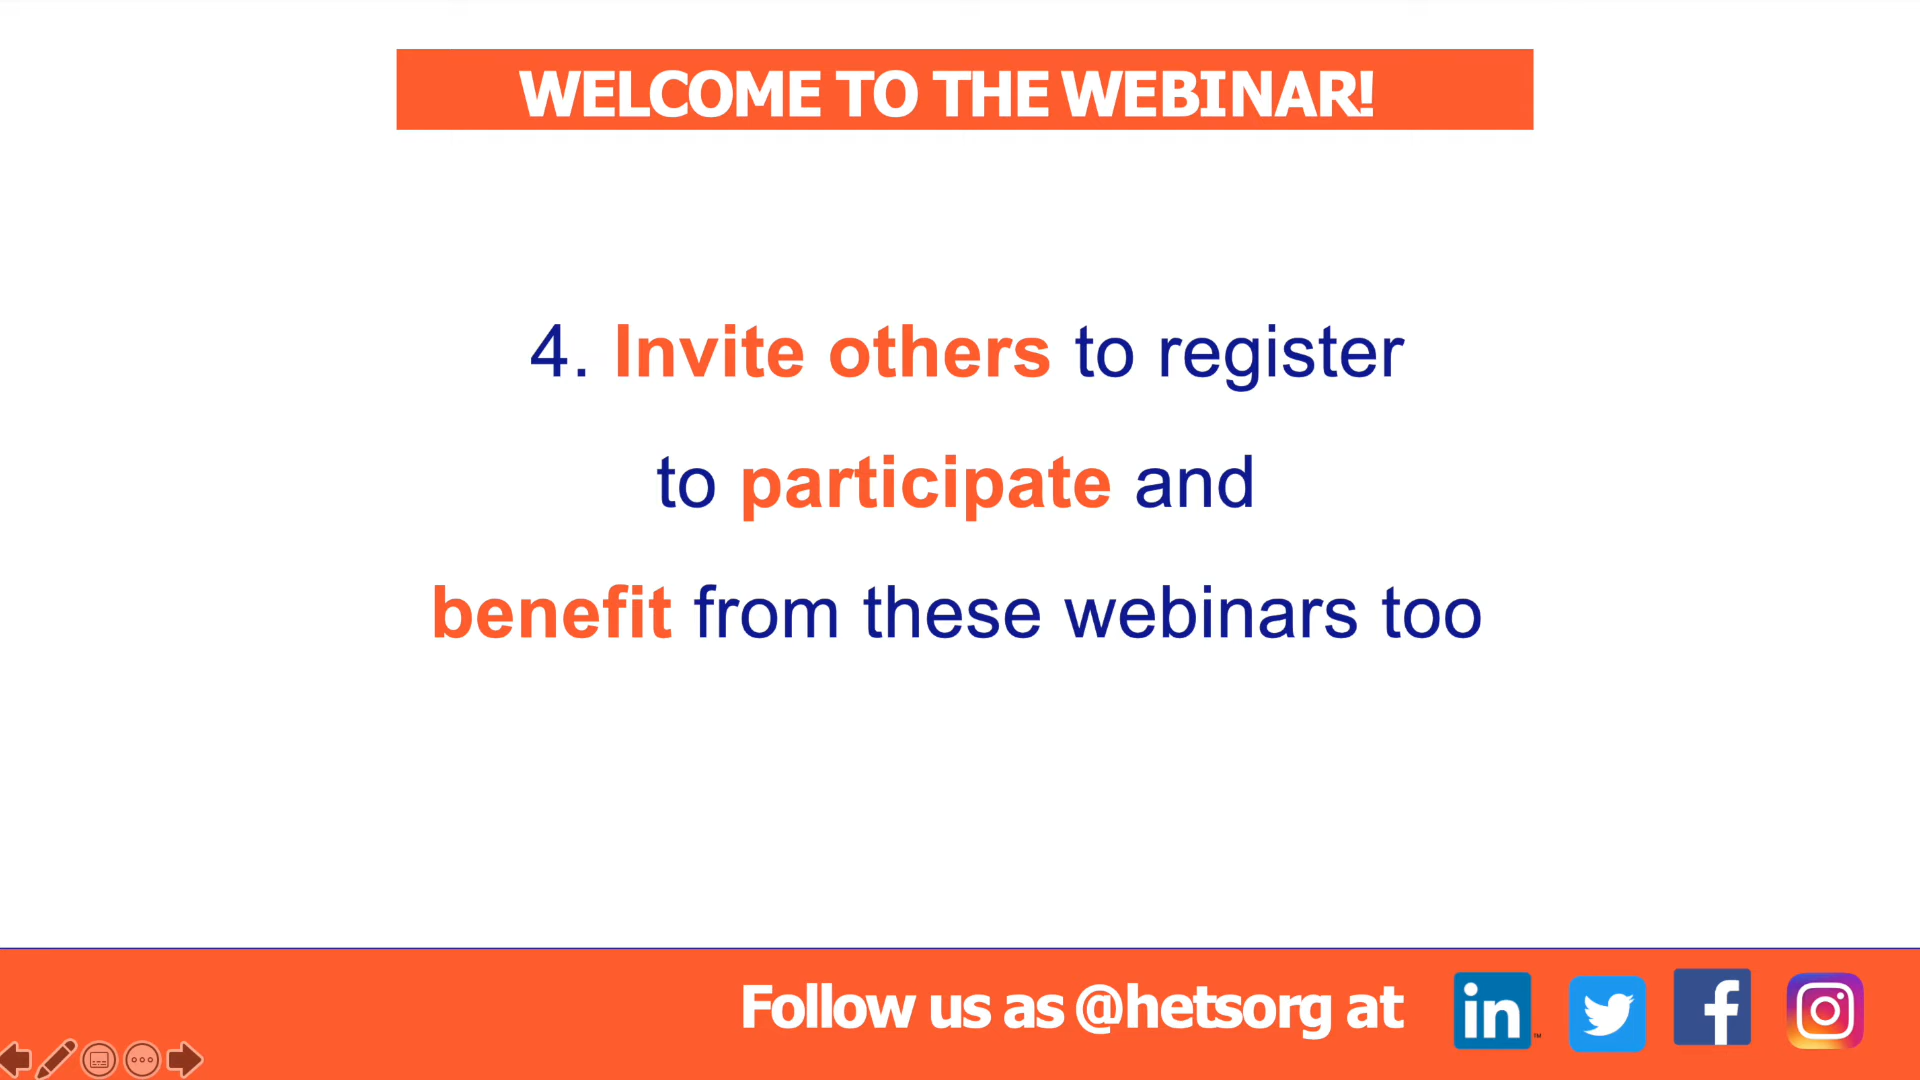 WELCOME TO THE WEBINAR!
4. Invite others to register
to participate and
benefit from these webinars too
Follow us as @hetsorg at
in
f